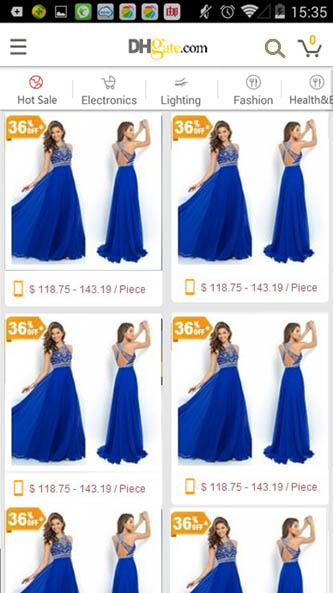 15:35
DHgate.com
0
Hot Sale
Electronics
Lighting
Fashion
Health&
36% OFF
36% OFF
$ 118.75 - 143.19 / Piece
$ 118.75 - 143.19 / Piece
36% OFF
36% OFF
$ 118.75 - 143.19 / Piece
$ 118.75 - 143.19 / Piece
36% OFF
36% OFF